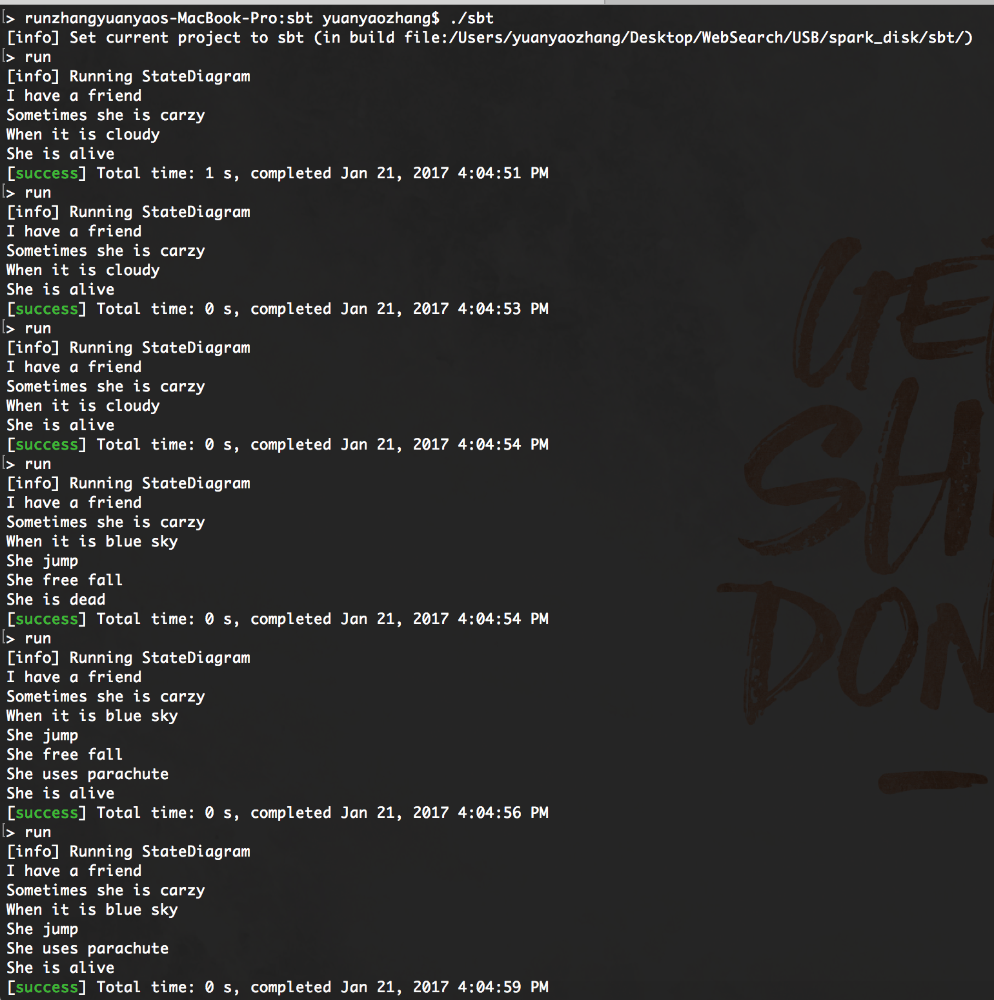 > runzhangyuanyaos-MacBook-Pro:sbt yuanyaozhang$ ./sbt
[info] Set current project to sbt (in build file:/Users/yuanyaozhang/Desktop/WebSearch/USB/spark_disk/sbt/)
> run
[info] Running StateDiagram
I have a friend
Sometimes she is carzy
When it is cloudy
She is alive
[success] Total time: 1 s, completed Jan 21, 2017 4:04:51 PM
> run
[info] Running StateDiagram
I have a friend
Sometimes she is carzy
When it is cloudy
She is alive
[success] Total time: 0 s, completed Jan 21, 2017 4:04:53 PM
> run
[info] Running StateDiagram
I have a friend
Sometimes she is carzy
When it is cloudy
She is alive
[success] Total time: 0 s, completed Jan 21, 2017 4:04:54 PM
> run
[info] Running StateDiagram
I have a friend
Sometimes she is carzy
When it is blue sky
She jump
She free fall
She is dead
[success] Total time: 0 s, completed Jan 21, 2017 4:04:54 PM
> run
[info] Running StateDiagram
I have a friend
Sometimes she is carzy
When it is blue sky
She jump
She free fall
She uses parachute
She is alive
[success] Total time: 0 s, completed Jan 21, 2017 4:04:56 PM
> run
[info] Running StateDiagram
I have a friend
Sometimes she is carzy
When it is blue sky
She jump
She uses parachute
She is alive
[success] Total time: 0 s, completed Jan 21, 2017 4:04:59 PM